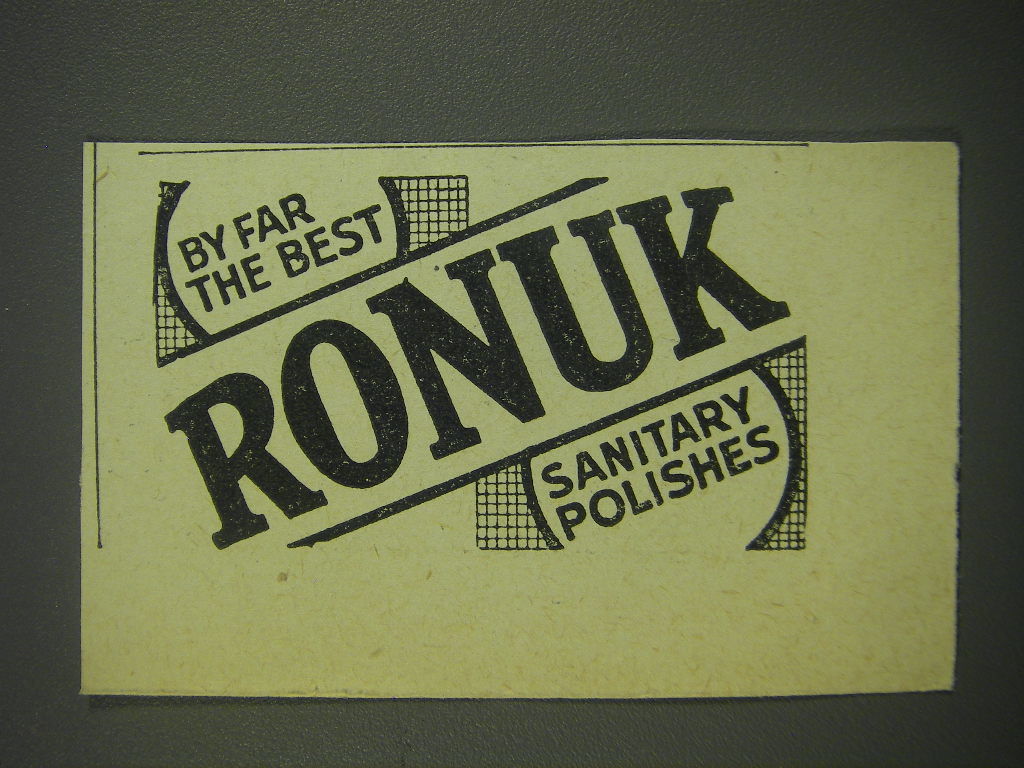 BY FAR
THE BEST
RONUK
SANITARY
POLISHES